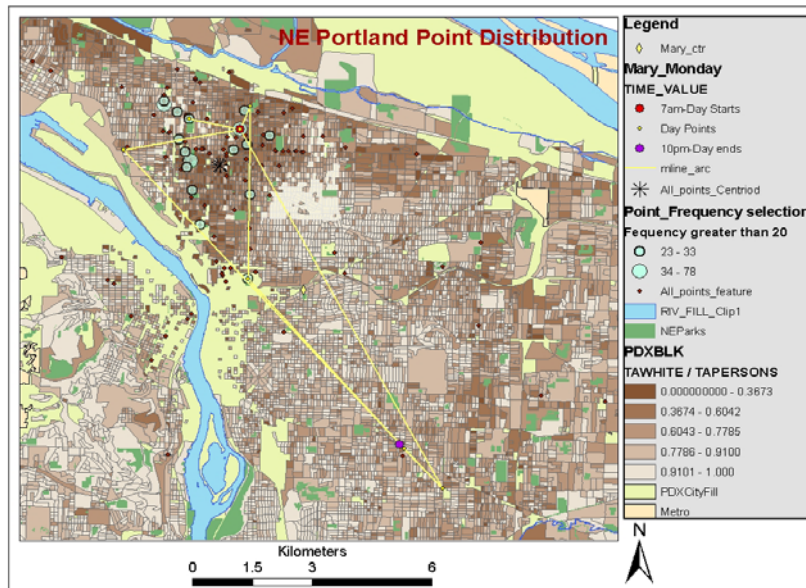 NE Portland Point Distribution
Legend
Mary_ctr
Mary_Monday
TIME_VALUE
7am-Day Starts
Day Points
10pm-Day ends
mline_arc
All_points_Centriod
Point_Frequency selection
Fequency greater than 20
23 - 33
34 - 78
All_points_feature
RIV_FILL_Clip1
NEParks
PDXBLK
TAWHITE / TAPERSONS
0.000000000 - 0.3673
0.3674 - 0.6042
0.6043 - 0.7785
0.7786 - 0.9100
0.9101 - 1.000
PDXCityFill
Metro
N
Kilometers
0 1.5 3 6